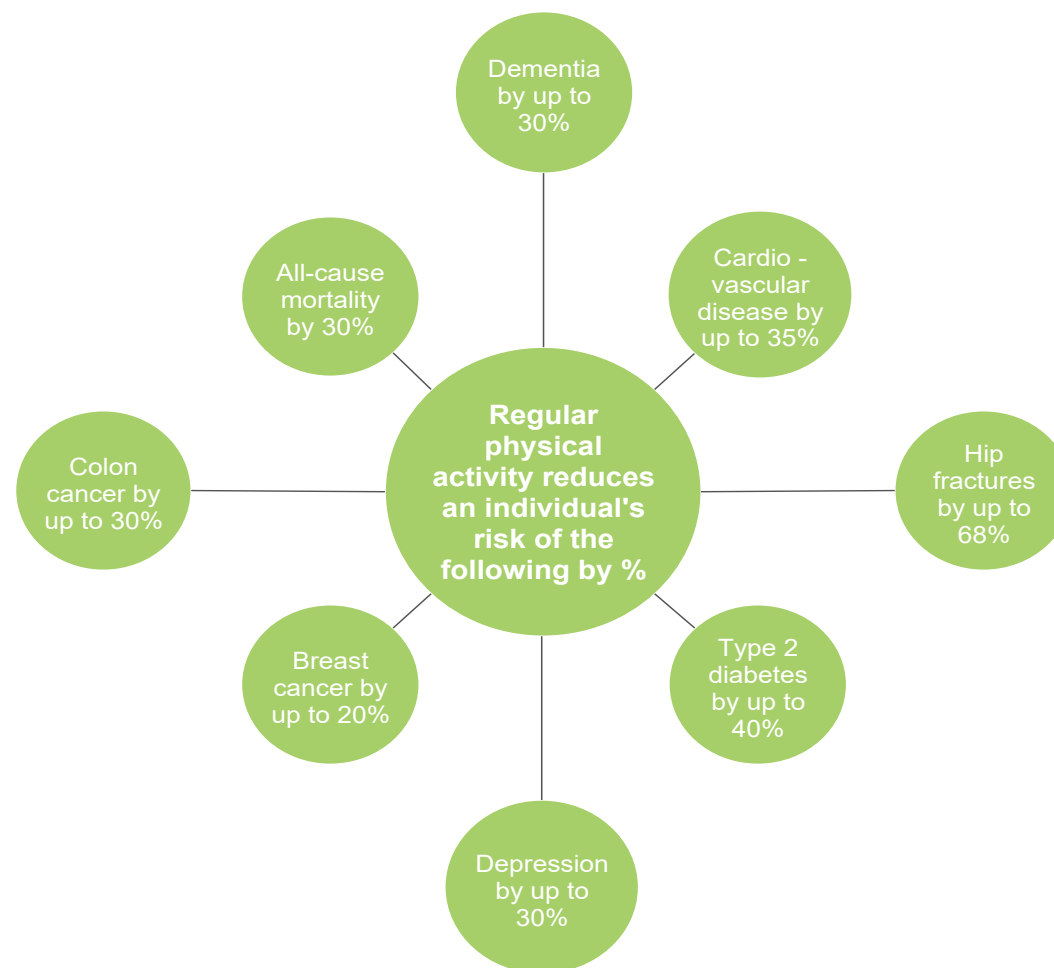 Dementia
by up to
30%
All-cause
mortality
by 30%
Cardio -
vascular
disease by
up to 35%
Regular
physical
activity reduces
an individual's
risk of the
following by %
Colon
cancer by
up to 30%
Hip
fractures
by up to
68%
Breast
cancer by
up to 20%
Type 2
diabetes
by up to
40%
Depression
by up to
30%